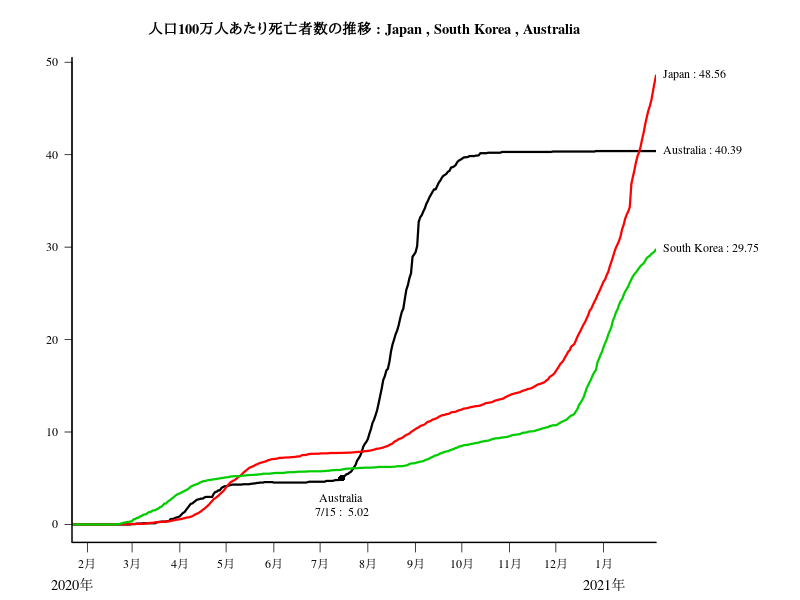 人口100万人あたり死亡者数の推移 : Japan , South Korea , Australia
50
40
30
20
10
0
Japan : 48.56
Australia : 40.39
South Korea : 29.75
Australia
7/15 : 5.02
2月 3月 4月 5月 6月 7月 8月 9月 10月 11月 12月 1月
2020年 2021年